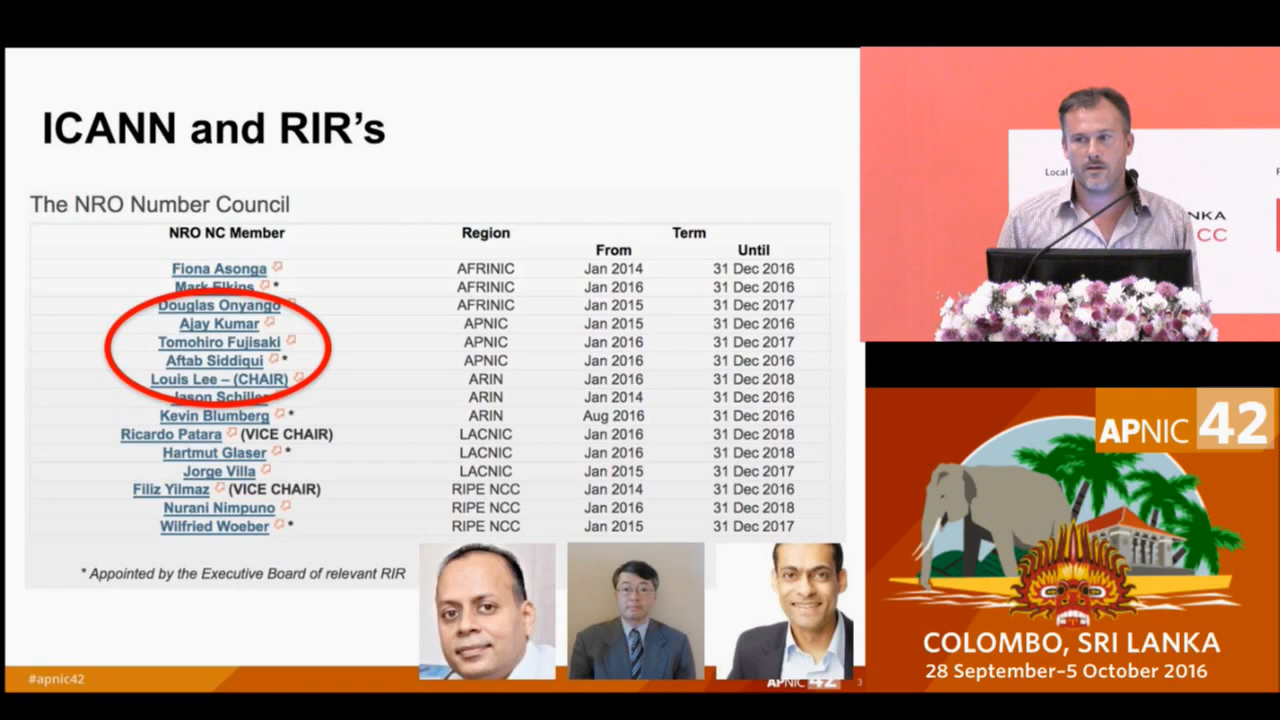 ICANN and RIR's
The NRO Number Council
NRO NC Member Region Term
From Until
Fiona Asonga AFRINIC Jan 2014 31 Dec 2016
Mark Elkins * AFRINIC Jan 2016 31 Dec 2016
Douglas Onyango AFRINIC Jan 2015 31 Dec 2017
Ajay Kumar APNIC Jan 2015 31 Dec 2016
Tomohiro Fujisaki APNIC Jan 2016 31 Dec 2017
Aftab Siddiqui * APNIC Jan 2016 31 Dec 2016
Louis Lee – (CHAIR) ARIN Jan 2016 31 Dec 2018
Jason Schiller ARIN Jan 2014 31 Dec 2016
Kevin Blumberg * ARIN Aug 2016 31 Dec 2016
Ricardo Patara (VICE CHAIR) LACNIC Jan 2016 31 Dec 2018
Hartmut Glaser * LACNIC Jan 2016 31 Dec 2018
Jorge Villa LACNIC Jan 2015 31 Dec 2017
Filiz Yilmaz (VICE CHAIR) RIPE NCC Jan 2014 31 Dec 2016
Nurani Nimpuno RIPE NCC Jan 2016 31 Dec 2018
Wilfried Woeber * RIPE NCC Jan 2015 31 Dec 2017
* Appointed by the Executive Board of relevant RIR
#apnic42
APNIC 42
3
Local
NKA
CC
APNIC 42
COLOMBO, SRI LANKA
28 September–5 October 2016